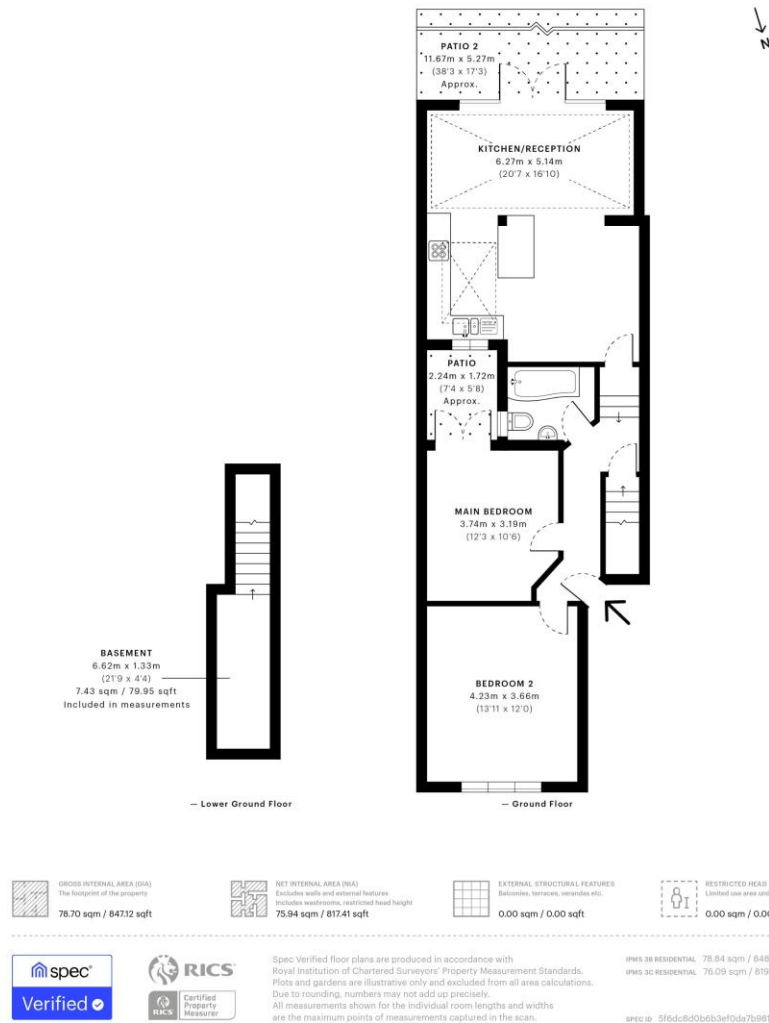 N
PATIO 2
11.67m x 5.27m
(38'3 x 17'3)
Approx.
KITCHEN/RECEPTION
6.27m x 5.14m
(20'7 x 16'10)
PATIO
2.24m x 1.72m
(7'4 x 5'8)
Approx.
MAIN BEDROOM
3.74m x 3.19m
(12'3 x 10'6)
BASEMENT
6.62m x 1.33m
(21'9 x 4'4)
7.43 sqm / 79.95 sqft
Included in measurements
BEDROOM 2
4.23m x 3.66m
(13'11 x 12'0)
— Lower Ground Floor
— Ground Floor
GROSS INTERNAL AREA (GIA)
The footprint of the property
78.70 sqm / 847.12 sqft
NET INTERNAL AREA (NIA)
Excludes walls and external features
Includes washrooms, restricted head height
75.94 sqm / 817.41 sqft
EXTERNAL STRUCTURAL FEATURES
Balconies, terraces, verandas etc.
0.00 sqm / 0.00 sqft
RESTRICTED HEAD
Limited use area und
0.00 sqm / 0.00
spec
Verified
RICS
RICS
Certified
Property
Measurer
Spec Verified floor plans are produced in accordance with
Royal Institution of Chartered Surveyors' Property Measurement Standards.
Plots and gardens are illustrative only and excluded from all area calculations.
Due to rounding, numbers may not add up precisely.
All measurements shown for the individual room lengths and widths
are the maximum points of measurements captured in the scan.
IPMS 3B RESIDENTIAL 78.84 sqm / 848
IPMS 3C RESIDENTIAL 76.09 sqm / 819
SPEC ID 5f6dc8d0b6b3ef0da7b981